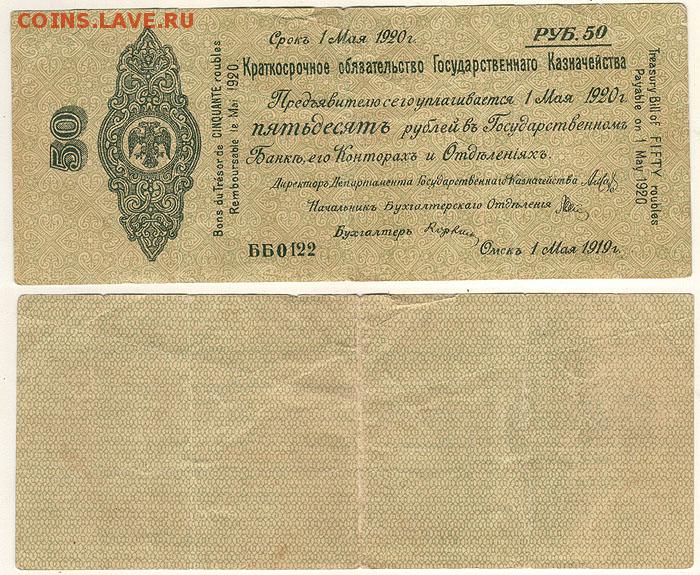 COINS.LAVE.RU
Срокъ 1 Мая 1920 г.
РУБ. 50
Краткосрочное обязательство Государственнаго Казначейства
Предъявителю сего уплачивается 1 Мая 1920 г.
пятьдесятъ рублей въ Государственномъ
Банкѣ, его Конторахъ и Отдѣленіяхъ.
Директоръ Департамента Государственнаго Казначейства
Начальникъ Бухгалтерскаго Отдѣленія
Бухгалтеръ
Омскъ 1 Мая 1919 г.
ББ0122
50
Bons du Trésor de CINQUANTE roubles
Remboursable le Mai 1920
Treasury Bill of FIFTY roubles
Payable on 1 May 1920